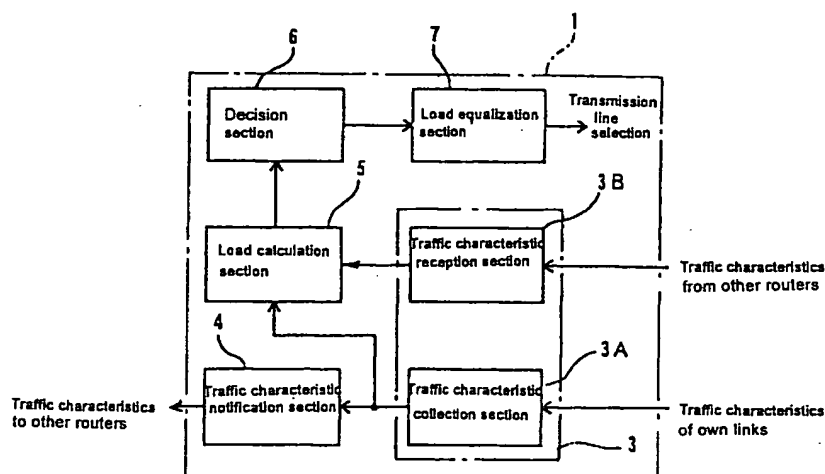 1
6
7
Decision
section
Load equalization
section
Transmission
line
selection
5
3B
Load calculation
section
Traffic characteristic
reception section
Traffic characteristics
from other routers
4
3A
Traffic characteristic
notification section
Traffic characteristic
collection section
Traffic characteristics
to other routers
Traffic characteristics
of own links
3